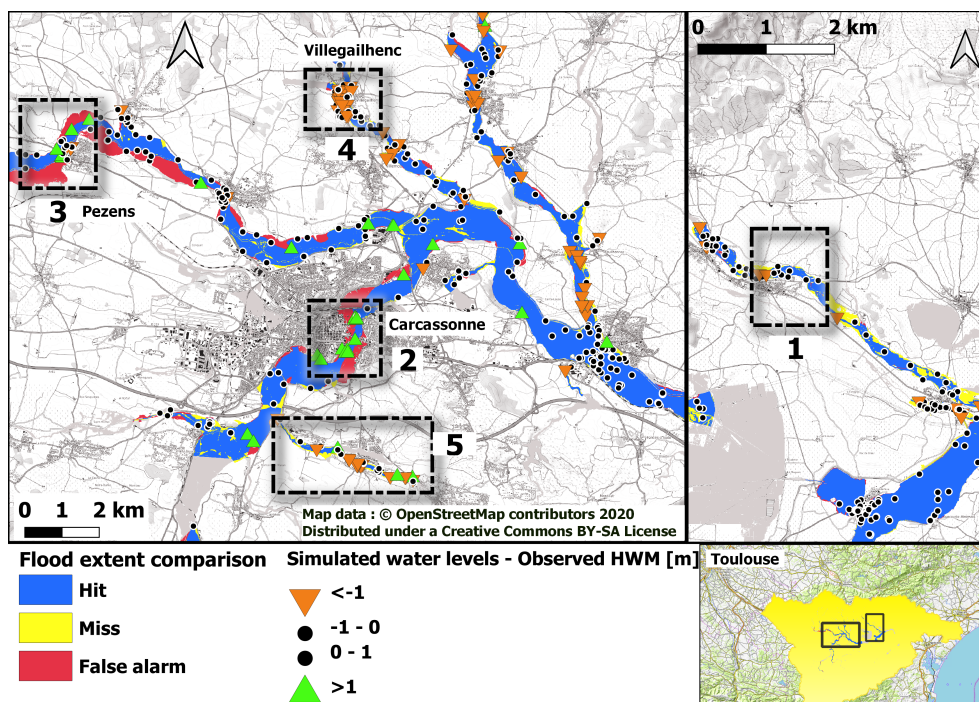 Villegailhenc
4
3
Pezens
Carcassonne
2
5
0 1 2 km
Map data : © OpenStreetMap contributors 2020
Distributed under a Creative Commons BY-SA License
0 1 2 km
1
Flood extent comparison
Hit
Miss
False alarm
Simulated water levels - Observed HWM [m]
<-1
-1 - 0
0 - 1
>1
Toulouse